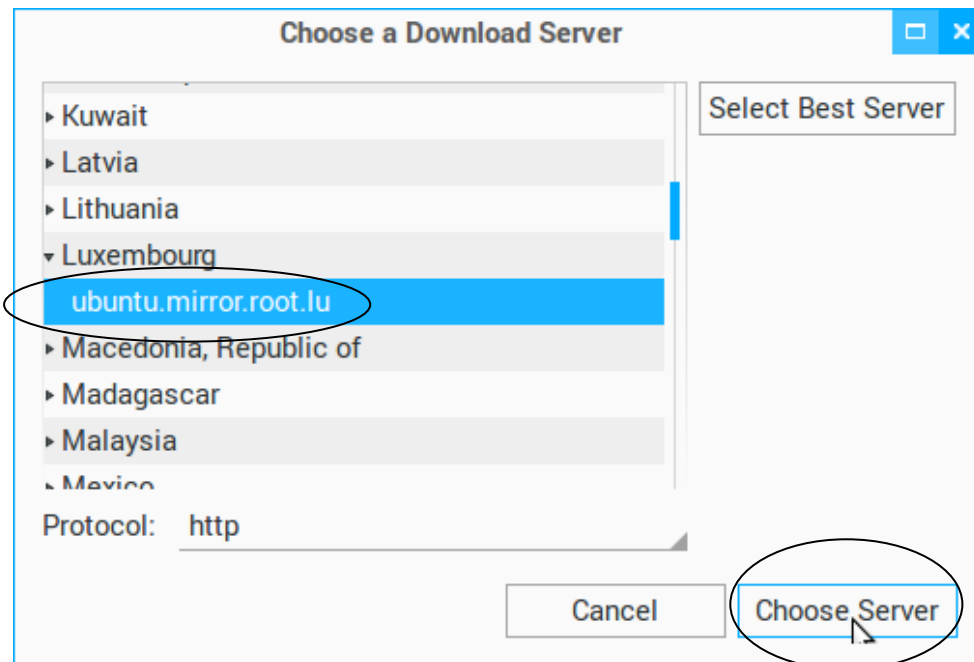 Choose a Download Server
Kuwait
Select Best Server
Latvia
Lithuania
Luxembourg
ubuntu.mirror.root.lu
Macedonia, Republic of
Madagascar
Malaysia
Mexico
Protocol: http
Cancel
Choose Server